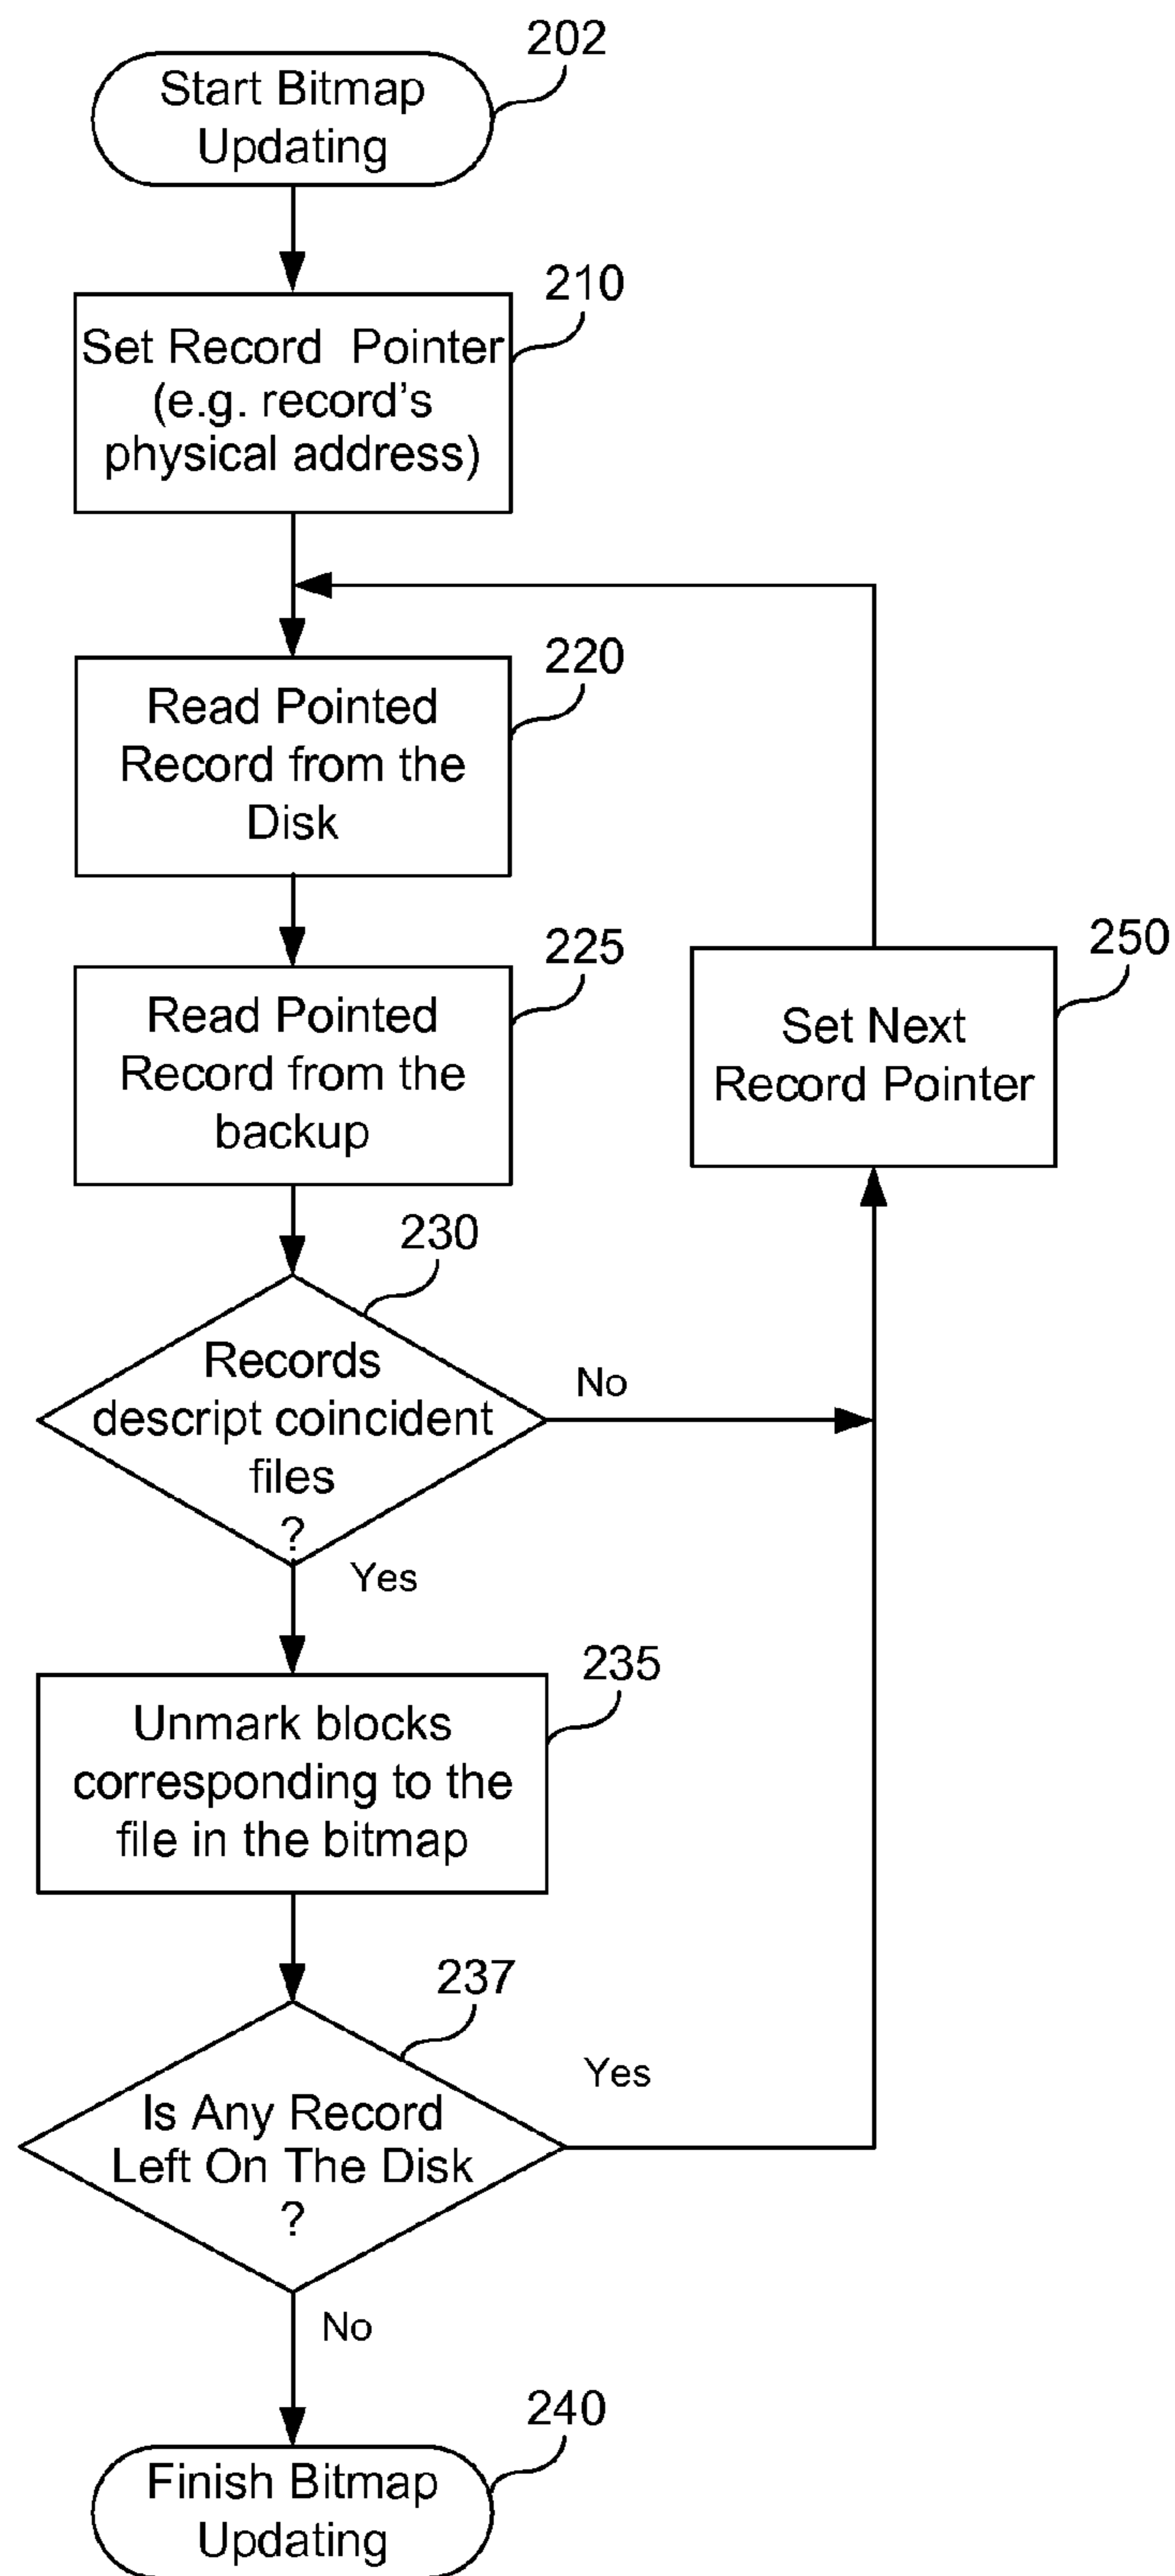 202
Start Bitmap
Updating
210
Set Record Pointer
(e.g. record's
physical address)
220
Read Pointed
Record from the
Disk
225
Read Pointed
Record from the
backup
250
Set Next
Record Pointer
230
Records
descript coincident
files
?
No
Yes
235
Unmark blocks
corresponding to the
file in the bitmap
237
Is Any Record
Left On The Disk
?
Yes
No
240
Finish Bitmap
Updating